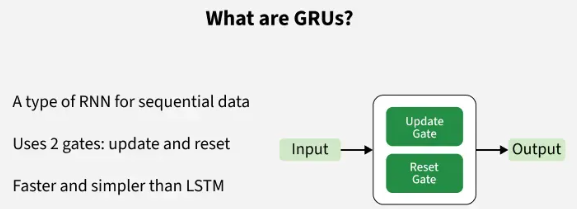 What are GRUs?
A type of RNN for sequential data
Uses 2 gates: update and reset
Faster and simpler than LSTM
Input
Update
Gate
Reset
Gate
Output